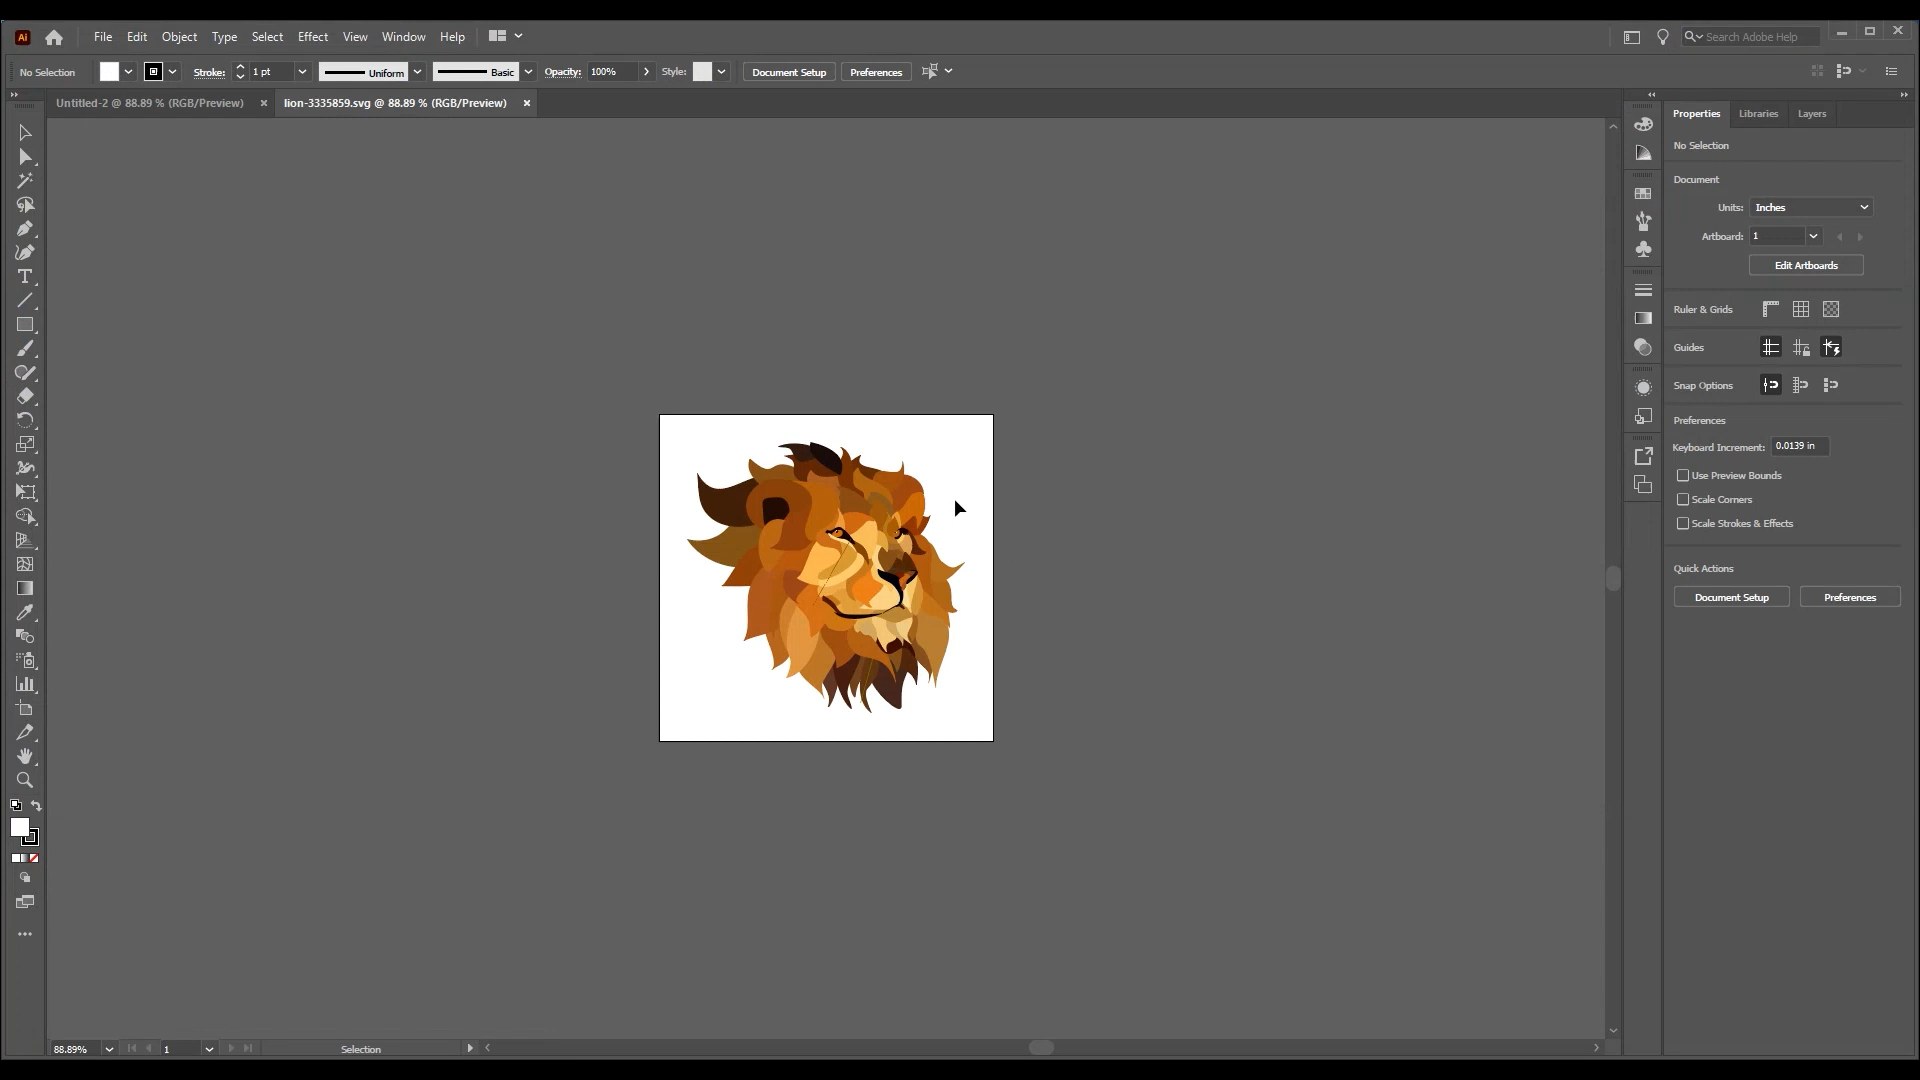 Ai File Edit Object Type Select Effect View Window Help Search Adobe Help
No Selection Stroke: 1 pt Uniform Basic Opacity: 100% Style: Document Setup Preferences
Untitled-2 @ 88.89 % (RGB/Preview) × lion-3335859.svg @ 88.89 % (RGB/Preview) ×
Properties Libraries Layers
No Selection
Document
Units: Inches
Artboard: 1
Edit Artboards
Ruler & Grids
Guides
Snap Options
Preferences
Keyboard Increment: 0.0139 in
Use Preview Bounds
Scale Corners
Scale Strokes & Effects
Quick Actions
Document Setup Preferences
88.89% 1 Selection